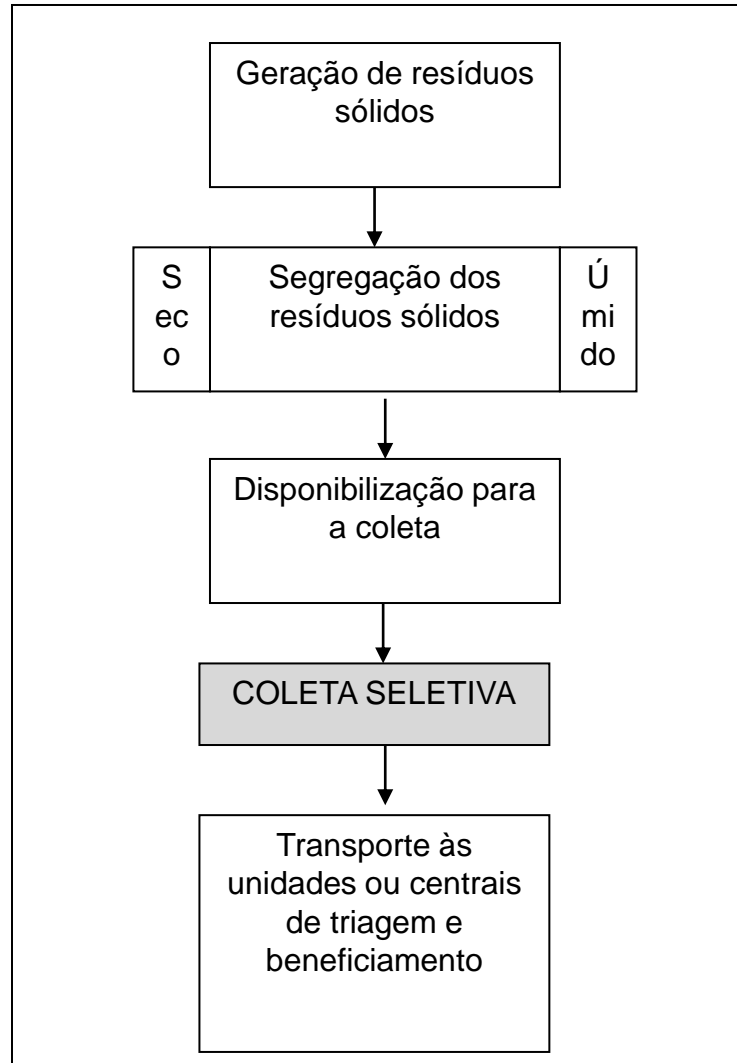 Geração de resíduos
sólidos
S
ec
o
Segregação dos
resíduos sólidos
Ú
mi
do
Disponibilização para
a coleta
COLETA SELETIVA
Transporte às
unidades ou centrais
de triagem e
beneficiamento